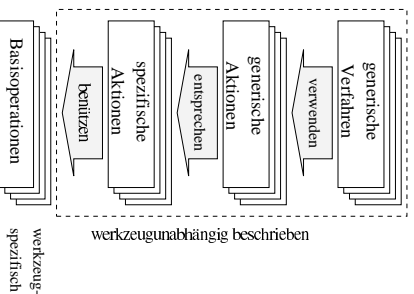 generische
Verfahren
verwenden
generische
Aktionen
entsprechen
spezifische
Aktionen
benützen
Basisoperationen
werkzeugunabhängig beschrieben
werkzeug-
spezifisch